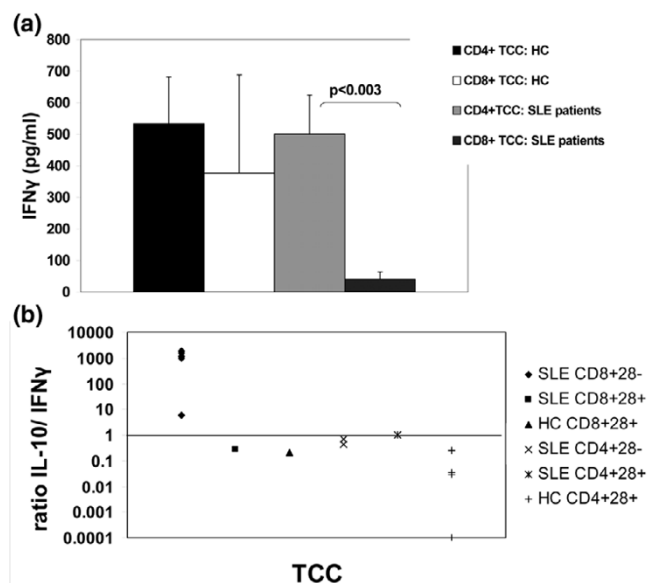 (a)
800
700
600
500
400
300
200
100
0
IFNγ (pg/ml)
p<0.003
CD4+ TCC: HC
CD8+ TCC: HC
CD4+TCC: SLE patients
CD8+ TCC: SLE patients
(b)
10000
1000
100
10
1
0.1
0.01
0.001
0.0001
ratio IL-10/ IFNγ
TCC
SLE CD8+28-
SLE CD8+28+
HC CD8+28+
SLE CD4+28-
SLE CD4+28+
HC CD4+28+